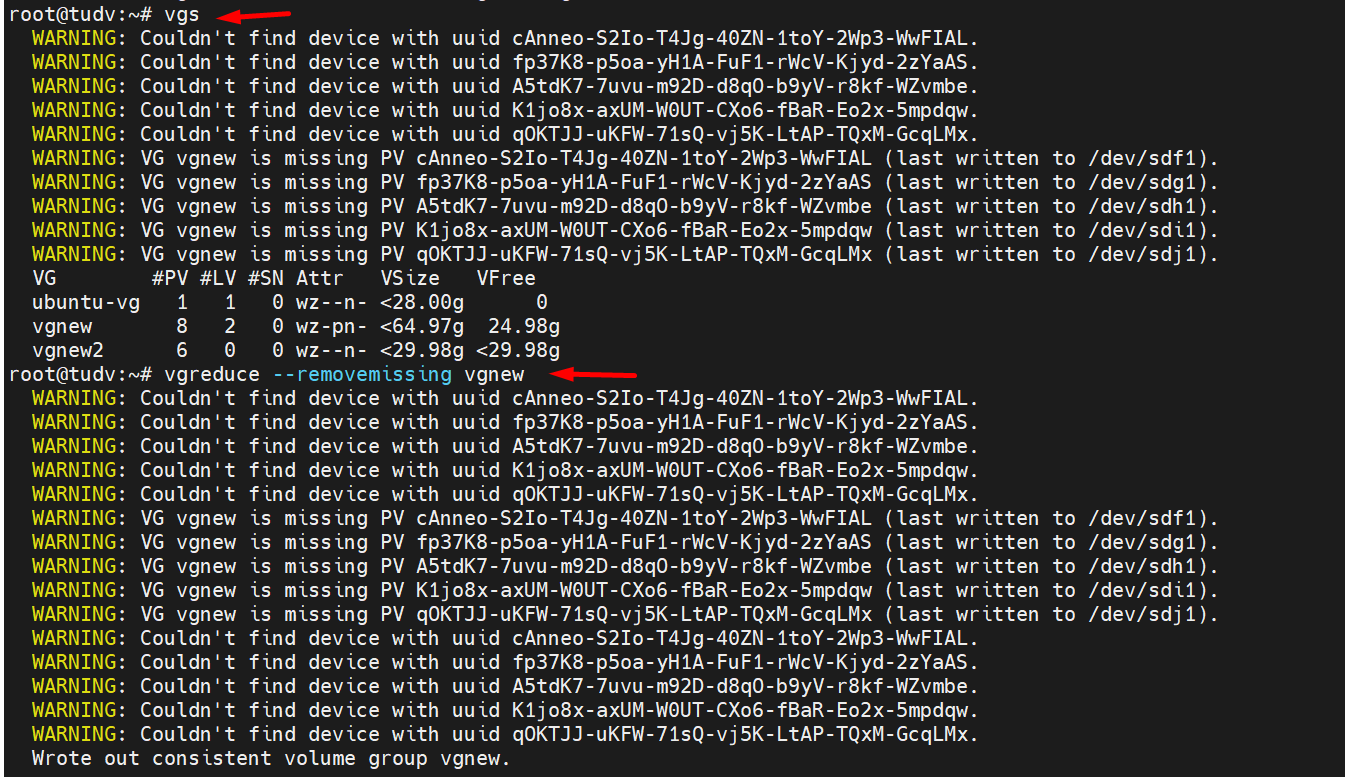 root@tudv:~# vgs
WARNING: Couldn't find device with uuid cAnneo-S2Io-T4Jg-40ZN-1toY-2Wp3-WwFIAL.
WARNING: Couldn't find device with uuid fp37K8-p5oa-yH1A-FuF1-rWcV-Kjyd-2zYaAS.
WARNING: Couldn't find device with uuid A5tdK7-7uvu-m92D-d8qO-b9yV-r8kf-WZvmbe.
WARNING: Couldn't find device with uuid K1jo8x-axUM-W0UT-CXo6-fBaR-Eo2x-5mpdqw.
WARNING: Couldn't find device with uuid qOKTJJ-uKFW-71sQ-vj5K-LtAP-TQxM-GcqLMx.
WARNING: VG vgnew is missing PV cAnneo-S2Io-T4Jg-40ZN-1toY-2Wp3-WwFIAL (last written to /dev/sdf1).
WARNING: VG vgnew is missing PV fp37K8-p5oa-yH1A-FuF1-rWcV-Kjyd-2zYaAS (last written to /dev/sdg1).
WARNING: VG vgnew is missing PV A5tdK7-7uvu-m92D-d8qO-b9yV-r8kf-WZvmbe (last written to /dev/sdh1).
WARNING: VG vgnew is missing PV K1jo8x-axUM-W0UT-CXo6-fBaR-Eo2x-5mpdqw (last written to /dev/sdi1).
WARNING: VG vgnew is missing PV qOKTJJ-uKFW-71sQ-vj5K-LtAP-TQxM-GcqLMx (last written to /dev/sdj1).
VG        #PV #LV #SN Attr   VSize   VFree
ubuntu-vg   1   1   0 wz--n- <28.00g      0
vgnew       8   2   0 wz-pn- <64.97g  24.98g
vgnew2      6   0   0 wz--n- <29.98g <29.98g
root@tudv:~# vgreduce --removemissing vgnew
WARNING: Couldn't find device with uuid cAnneo-S2Io-T4Jg-40ZN-1toY-2Wp3-WwFIAL.
WARNING: Couldn't find device with uuid fp37K8-p5oa-yH1A-FuF1-rWcV-Kjyd-2zYaAS.
WARNING: Couldn't find device with uuid A5tdK7-7uvu-m92D-d8qO-b9yV-r8kf-WZvmbe.
WARNING: Couldn't find device with uuid K1jo8x-axUM-W0UT-CXo6-fBaR-Eo2x-5mpdqw.
WARNING: Couldn't find device with uuid qOKTJJ-uKFW-71sQ-vj5K-LtAP-TQxM-GcqLMx.
WARNING: VG vgnew is missing PV cAnneo-S2Io-T4Jg-40ZN-1toY-2Wp3-WwFIAL (last written to /dev/sdf1).
WARNING: VG vgnew is missing PV fp37K8-p5oa-yH1A-FuF1-rWcV-Kjyd-2zYaAS (last written to /dev/sdg1).
WARNING: VG vgnew is missing PV A5tdK7-7uvu-m92D-d8qO-b9yV-r8kf-WZvmbe (last written to /dev/sdh1).
WARNING: VG vgnew is missing PV K1jo8x-axUM-W0UT-CXo6-fBaR-Eo2x-5mpdqw (last written to /dev/sdi1).
WARNING: VG vgnew is missing PV qOKTJJ-uKFW-71sQ-vj5K-LtAP-TQxM-GcqLMx (last written to /dev/sdj1).
WARNING: Couldn't find device with uuid cAnneo-S2Io-T4Jg-40ZN-1toY-2Wp3-WwFIAL.
WARNING: Couldn't find device with uuid fp37K8-p5oa-yH1A-FuF1-rWcV-Kjyd-2zYaAS.
WARNING: Couldn't find device with uuid A5tdK7-7uvu-m92D-d8qO-b9yV-r8kf-WZvmbe.
WARNING: Couldn't find device with uuid K1jo8x-axUM-W0UT-CXo6-fBaR-Eo2x-5mpdqw.
WARNING: Couldn't find device with uuid qOKTJJ-uKFW-71sQ-vj5K-LtAP-TQxM-GcqLMx.
Wrote out consistent volume group vgnew.